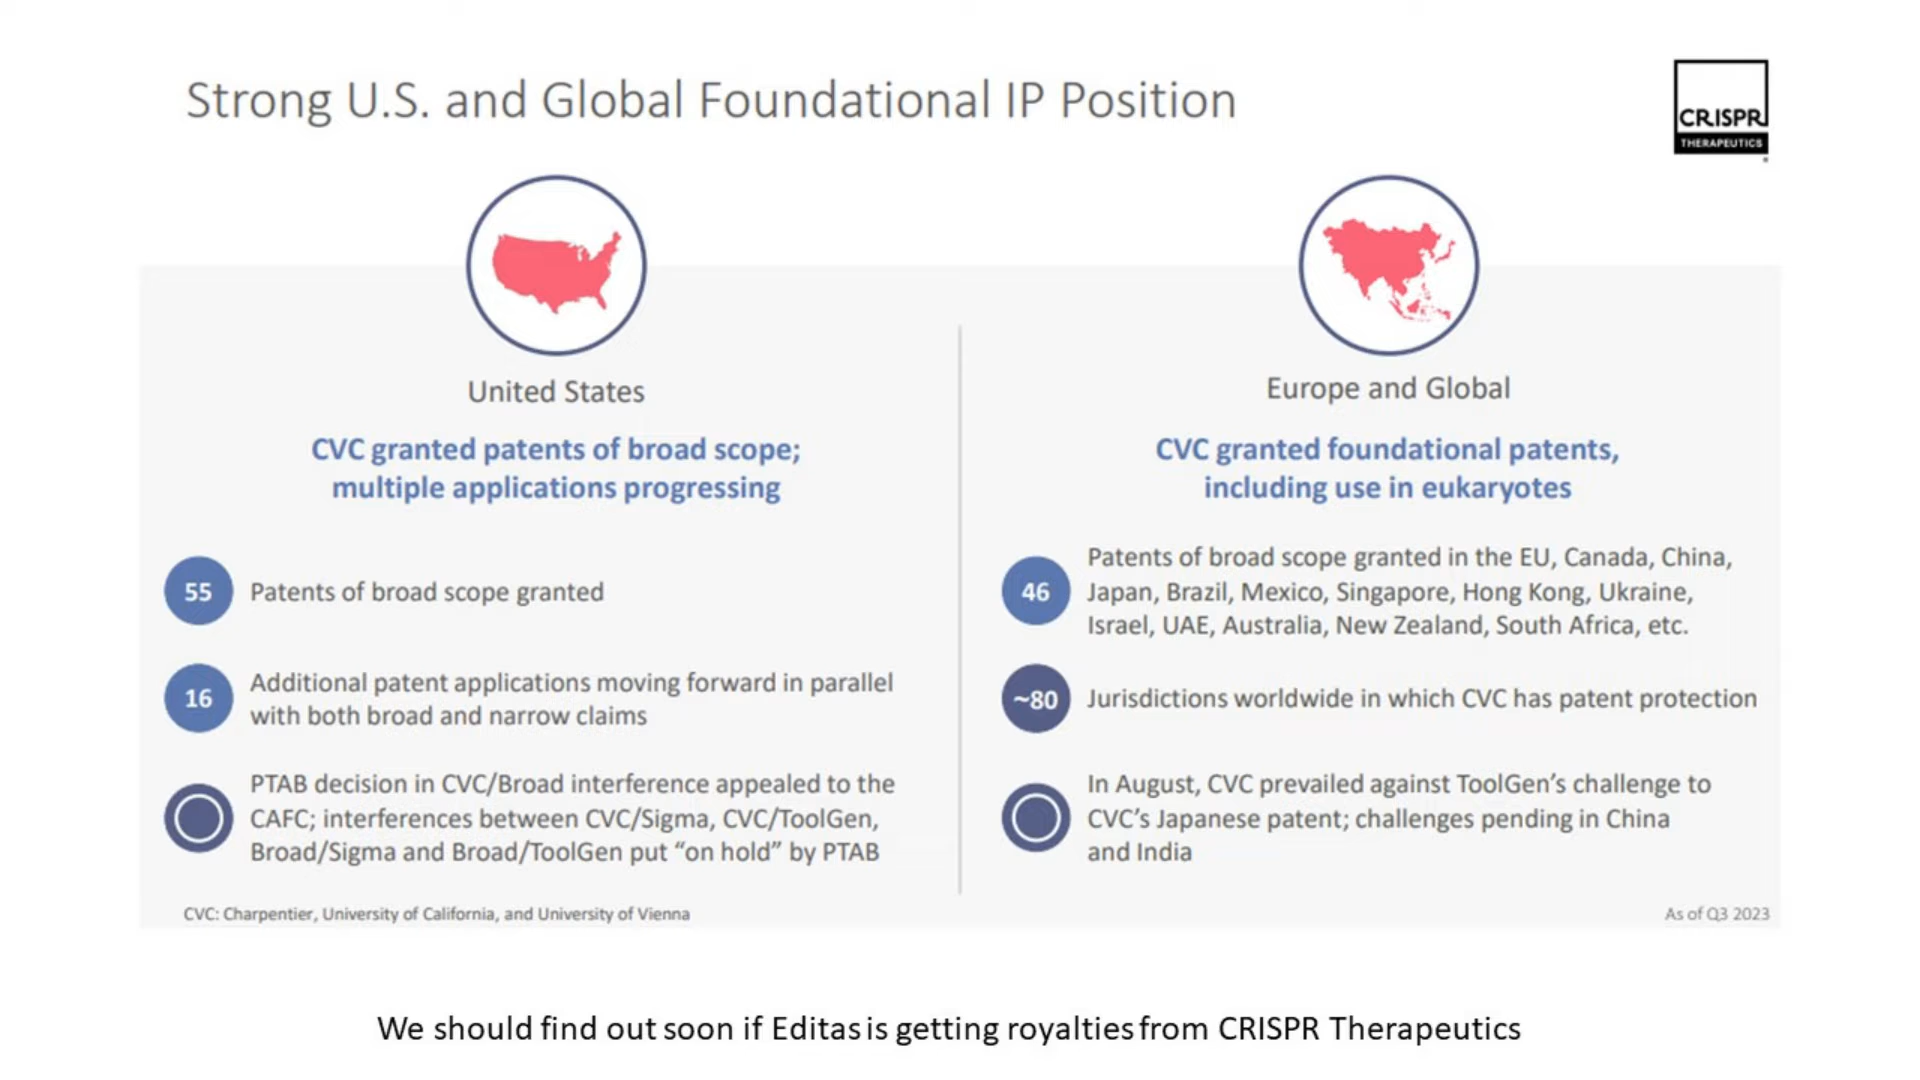 Strong U.S. and Global Foundational IP Position
CRISPR
THERAPEUTICS
United States
CVC granted patents of broad scope;
multiple applications progressing
55
Patents of broad scope granted
16
Additional patent applications moving forward in parallel
with both broad and narrow claims
PTAB decision in CVC/Broad interference appealed to the
CAFC; interferences between CVC/Sigma, CVC/ToolGen,
Broad/Sigma and Broad/ToolGen put “on hold” by PTAB
CVC: Charpentier, University of California, and University of Vienna
Europe and Global
CVC granted foundational patents,
including use in eukaryotes
46
Patents of broad scope granted in the EU, Canada, China,
Japan, Brazil, Mexico, Singapore, Hong Kong, Ukraine,
Israel, UAE, Australia, New Zealand, South Africa, etc.
~80
Jurisdictions worldwide in which CVC has patent protection
In August, CVC prevailed against ToolGen’s challenge to
CVC’s Japanese patent; challenges pending in China
and India
As of Q3 2023
We should find out soon if Editas is getting royalties from CRISPR Therapeutics